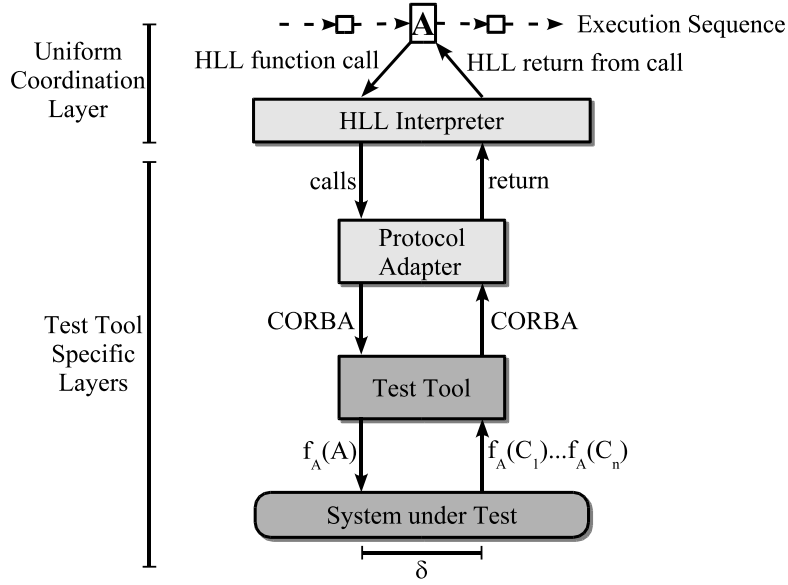 A
Execution Sequence
Uniform
Coordination
Layer
HLL function call
HLL return from call
HLL Interpreter
calls
return
Protocol
Adapter
CORBA
CORBA
Test Tool
Specific
Layers
Test Tool
f_A(A)
f_A(C_1)...f_A(C_n)
System under Test
δ